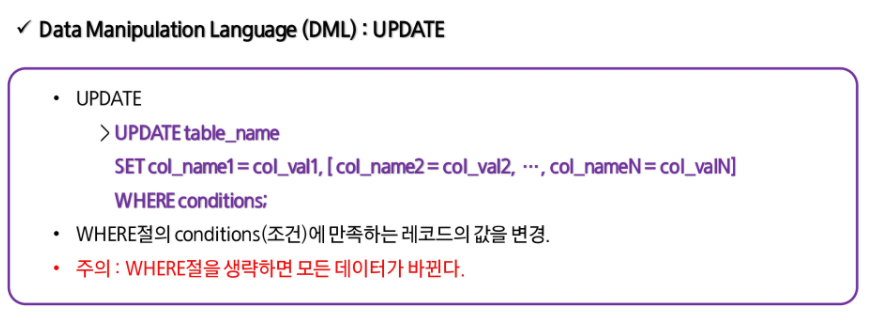 ✓ Data Manipulation Language (DML) : UPDATE
• UPDATE
> UPDATE table_name
SET col_name1 = col_val1, [ col_name2 = col_val2, …, col_nameN = col_valN]
WHERE conditions;
• WHERE절의 conditions(조건)에 만족하는 레코드의 값을 변경.
• 주의 : WHERE절을 생략하면 모든 데이터가 바뀐다.